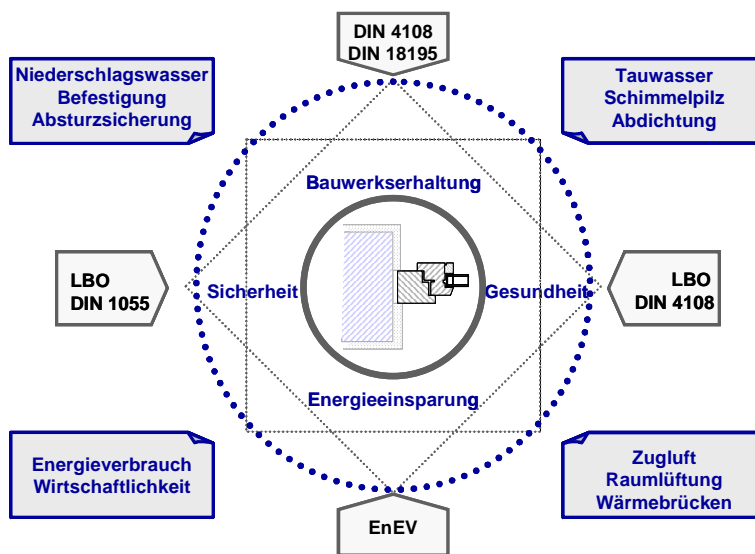 DIN 4108
DIN 18195
Niederschlagswasser
Befestigung
Absturzsicherung
Tauwasser
Schimmelpilz
Abdichtung
Bauwerkserhaltung
LBO
DIN 1055
Sicherheit
Gesundheit
LBO
DIN 4108
Energieeinsparung
Energieverbrauch
Wirtschaftlichkeit
Zugluft
Raumlüftung
Wärmebrücken
EnEV